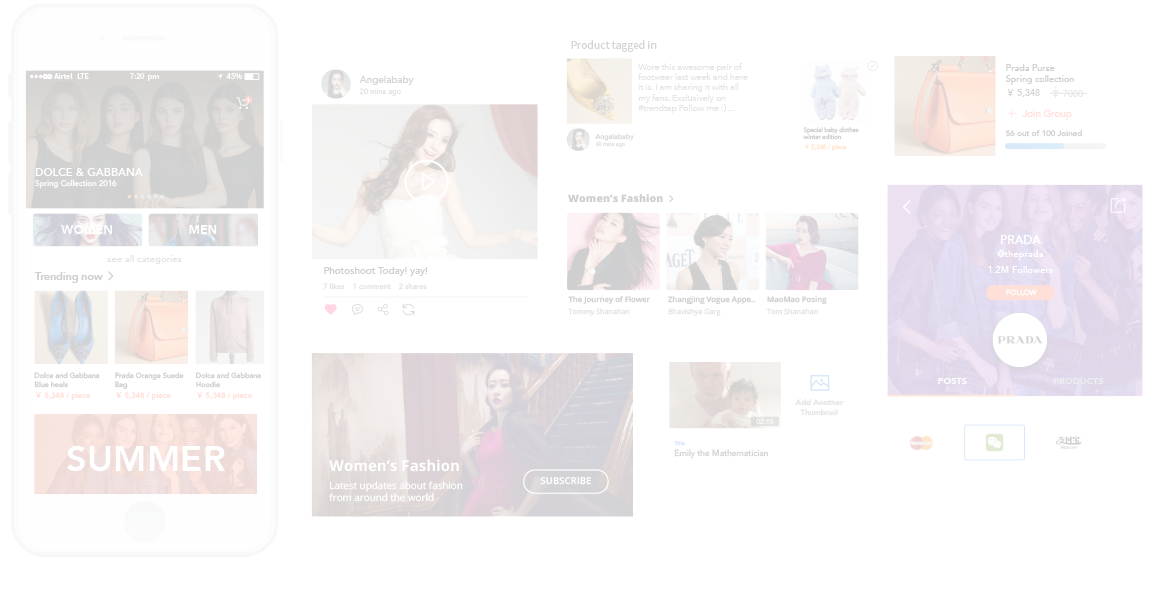 Airtel LTE
7:20 pm
45%
DOLCE & GABBANA
Spring Collection 2016
WOMEN
MEN
see all categories
Trending now
Dolce and Gabbana
Blue heels
¥ 5,348 / piece
Prada Orange Suede
Bag
¥ 5,348 / piece
Dolce and Gabbana
Hoodie
¥ 5,348 / piece
SUMMER
Angelababy
20 mins ago
Photoshoot Today! yay!
7 likes 1 comment 2 shares
Women's Fashion
Latest updates about fashion
from around the world
SUBSCRIBE
Product tagged in
Wore this awesome pair of
footwear last week and here
it is. I am sharing it with all
my fans. Exclusively on
#trendtap Follow me :) ...
Angelababy
40 mins ago
Special baby clothes
winter edition
¥ 5,348 / piece
Women's Fashion
The Journey of Flower
Tommy Shanahan
Zhangjing Vogue Appe...
Bhavishya Garg
MaoMao Posing
Tom Shanahan
Title
Emily the Mathematician
Add Another
Thumbnail
Prada Purse
Spring collection
¥ 5,348 ¥ 7000
Join Group
56 out of 100 Joined
PRADA
@theprada
1.2M Followers
FOLLOW
PRADA
POSTS
PRODUCTS